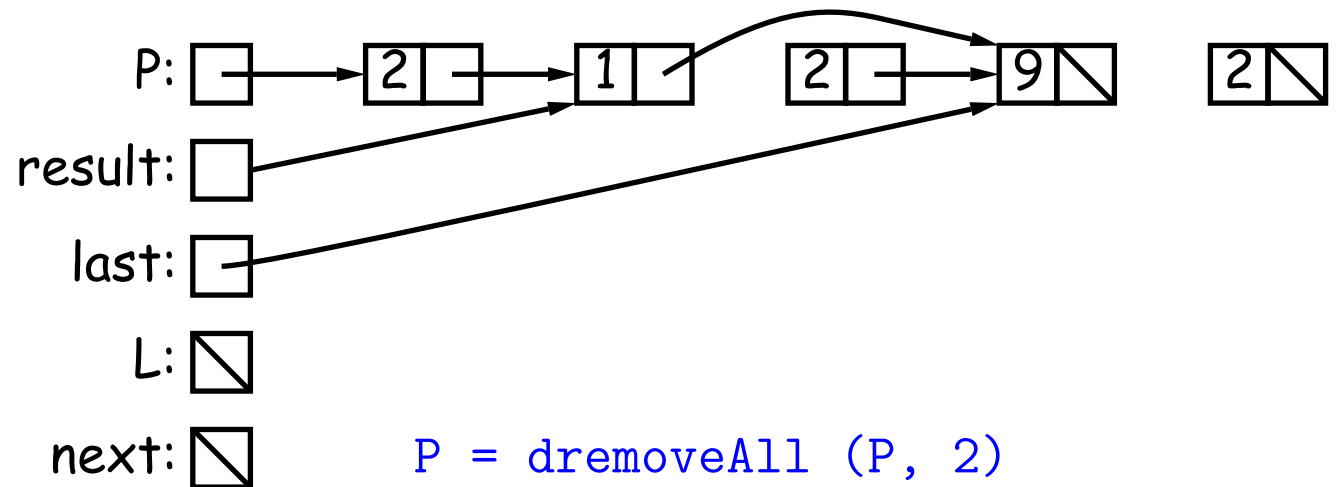 P: 2 1 2 9 2
result:
last:
L:
next:
P = dremoveAll (P, 2)